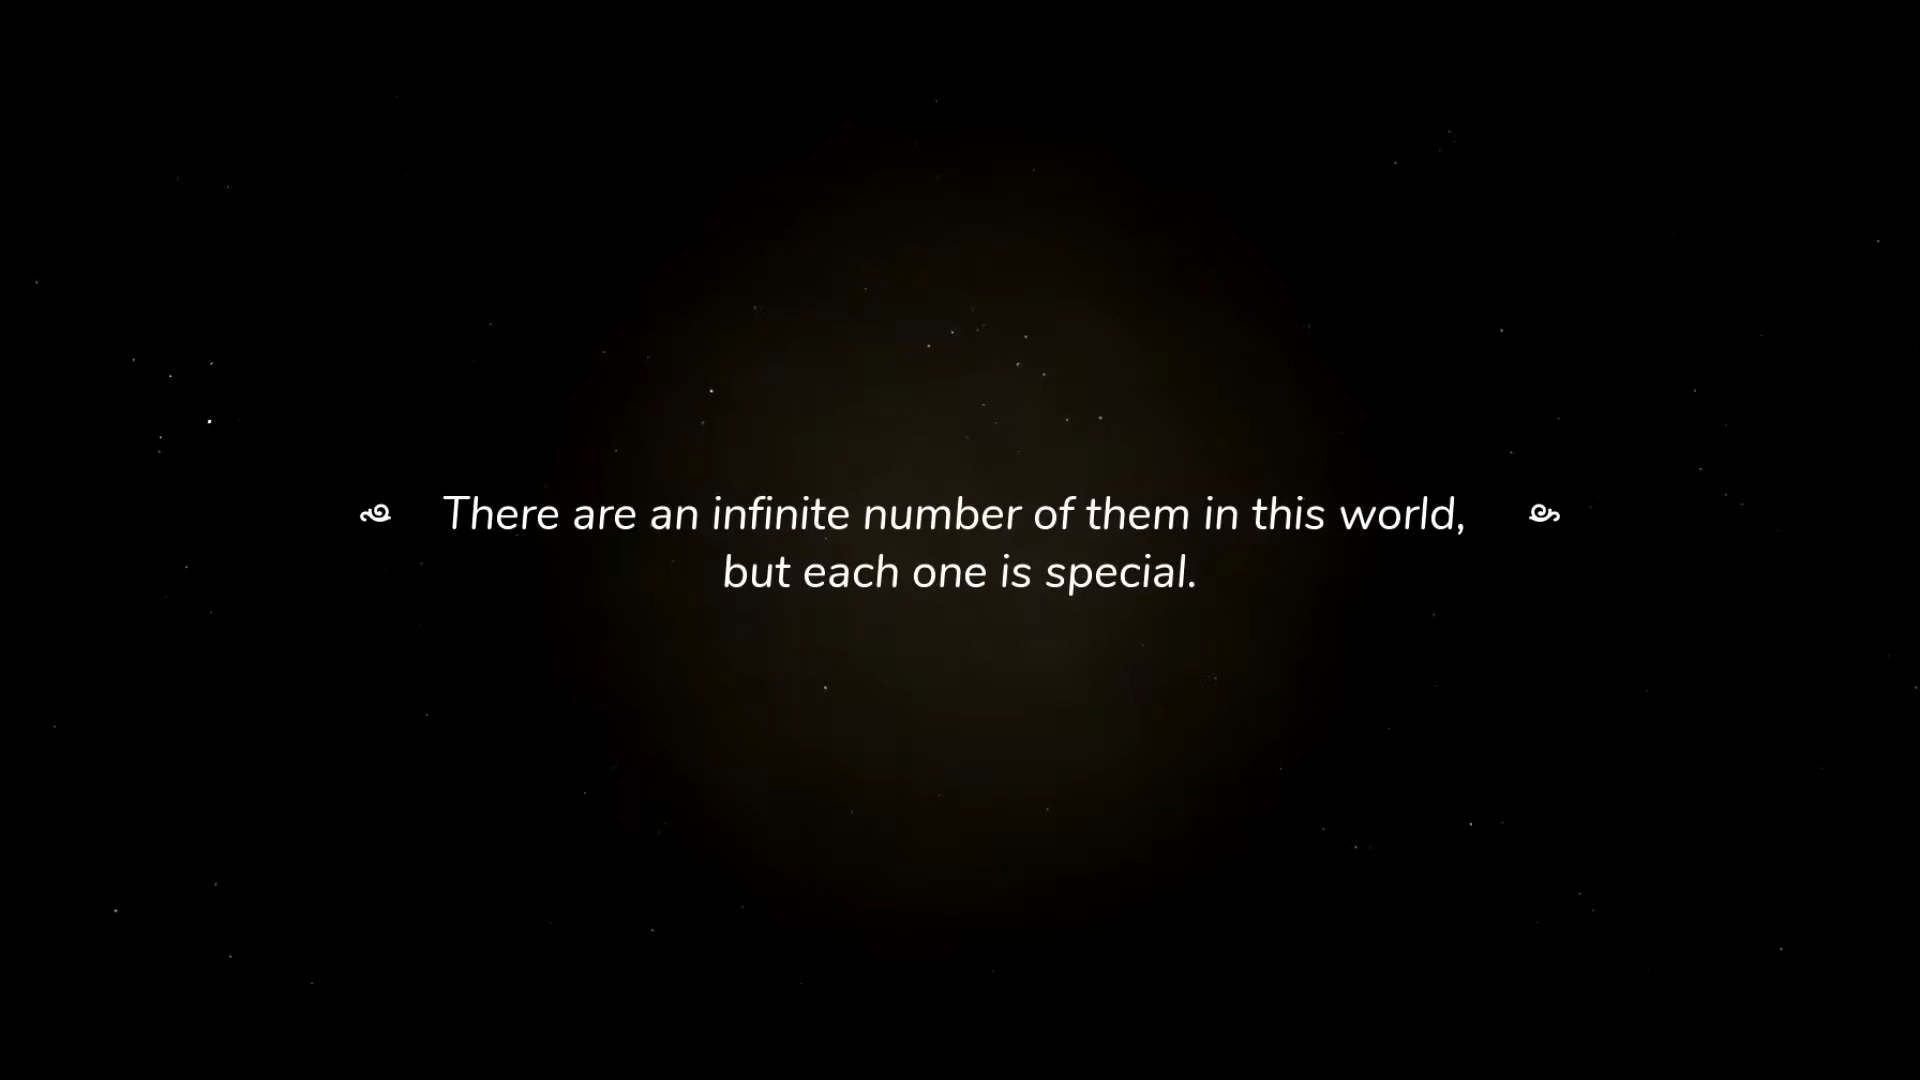 There are an infinite number of them in this world,
but each one is special.